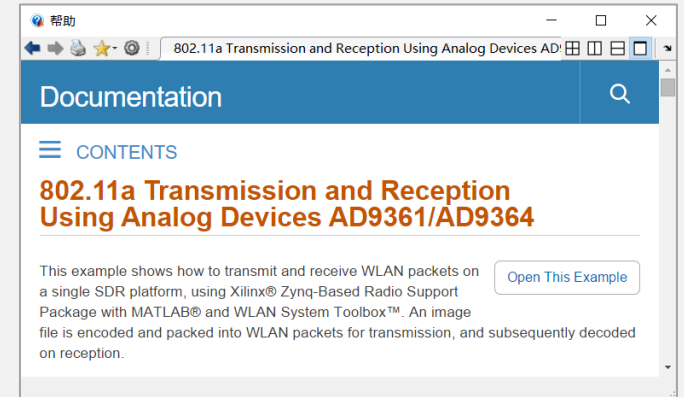 帮助
802.11a Transmission and Reception Using Analog Devices AD
Documentation
CONTENTS
802.11a Transmission and Reception
Using Analog Devices AD9361/AD9364
This example shows how to transmit and receive WLAN packets on
Open This Example
a single SDR platform, using Xilinx® Zynq-Based Radio Support
Package with MATLAB® and WLAN System Toolbox™. An image
file is encoded and packed into WLAN packets for transmission, and subsequently decoded
on reception.